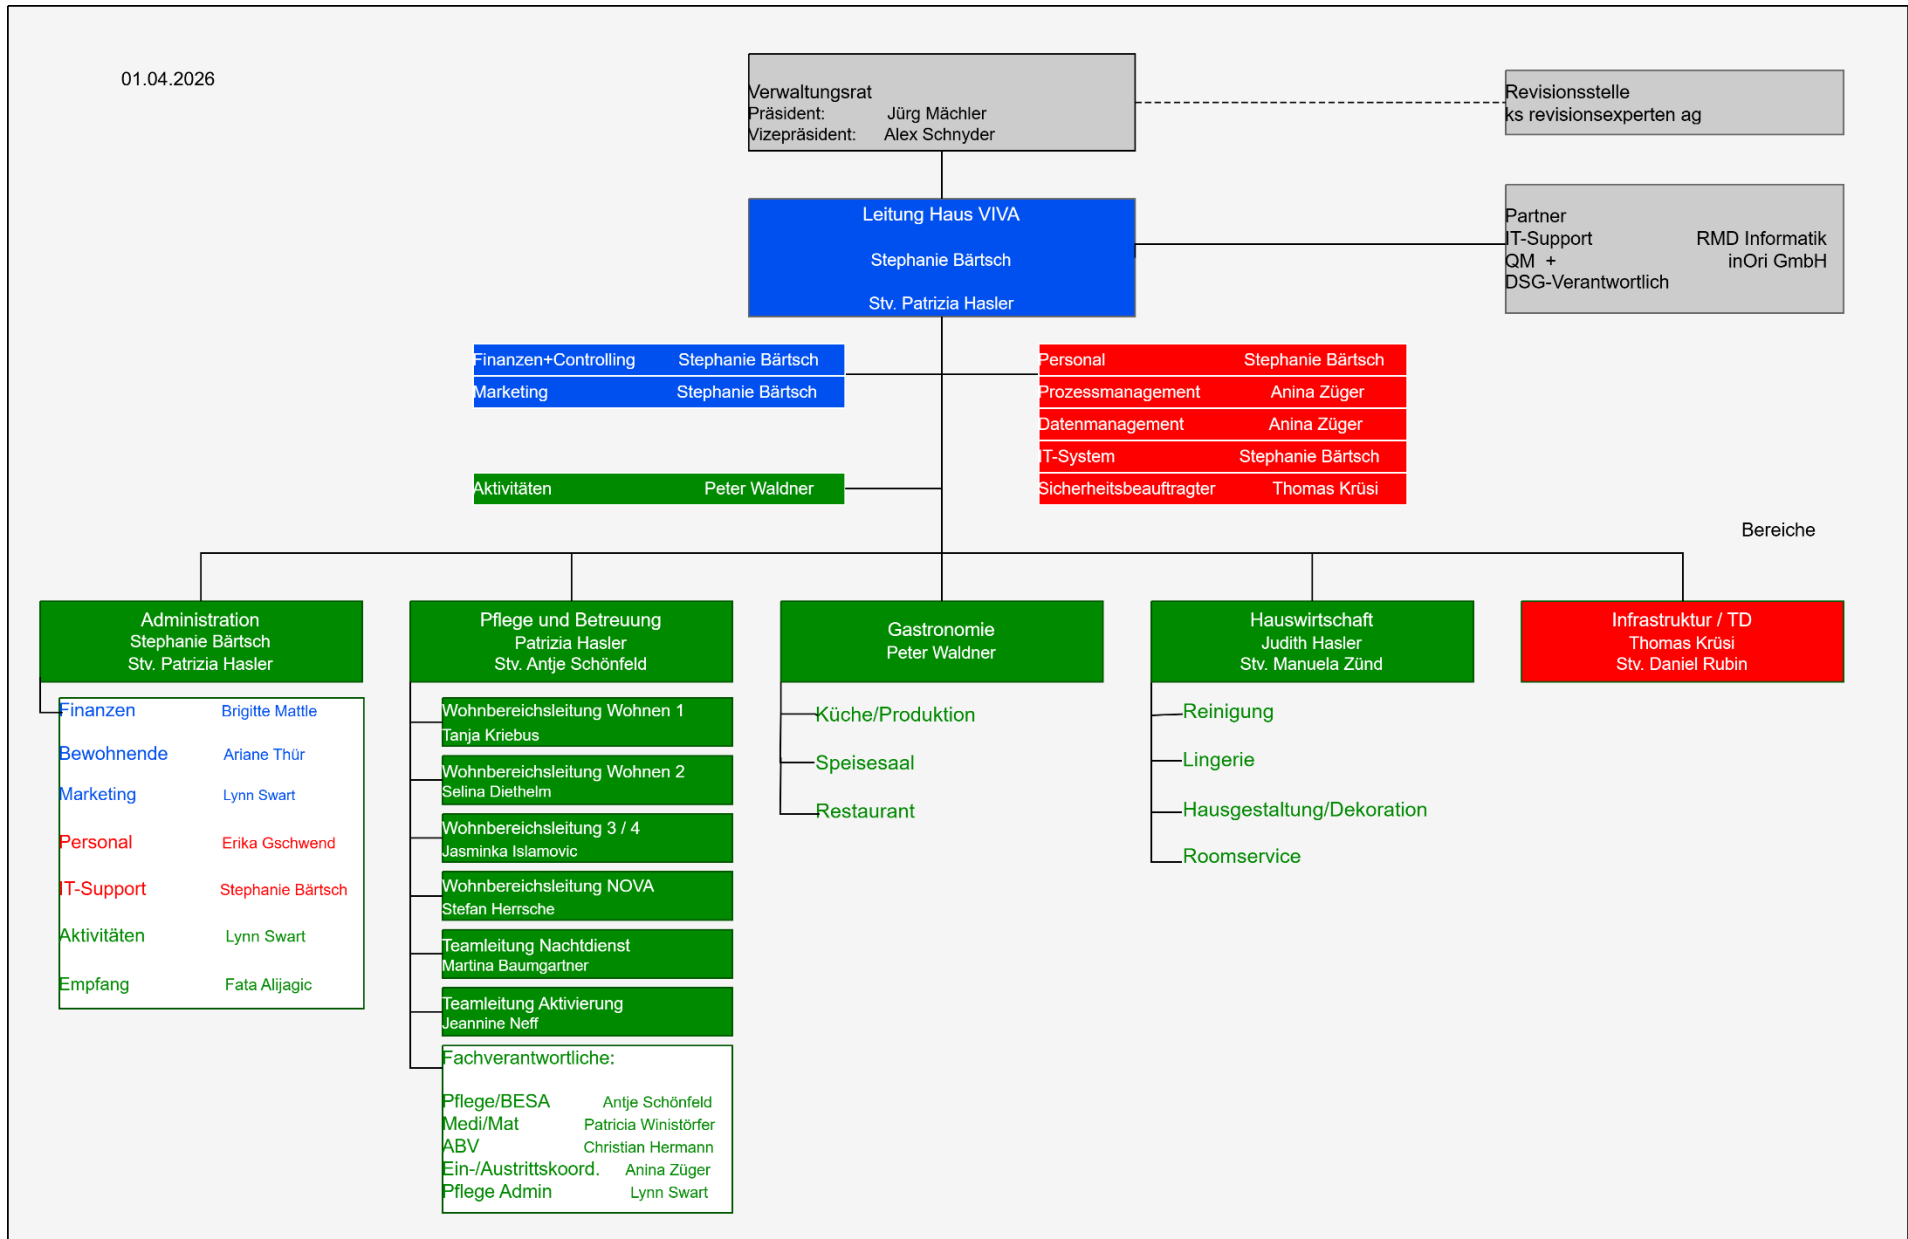 01.04.2026
Verwaltungsrat
Präsident: Jürg Mächler
Vizepräsident: Alex Schnyder
Revisionsstelle
ks revisionsexperten ag
Leitung Haus VIVA
Stephanie Bärtsch
Stv. Patrizia Hasler
Partner
IT-Support RMD Informatik
QM + inOri GmbH
DSG-Verantwortlich
Finanzen+Controlling Stephanie Bärtsch
Marketing Stephanie Bärtsch
Aktivitäten Peter Waldner
Personal Stephanie Bärtsch
Prozessmanagement Anina Züger
Datenmanagement Anina Züger
IT-System Stephanie Bärtsch
Sicherheitsbeauftragter Thomas Krüsi
Bereiche
Administration
Stephanie Bärtsch
Stv. Patrizia Hasler
Finanzen Brigitte Mattle
Bewohnende Ariane Thür
Marketing Lynn Swart
Personal Erika Gschwend
IT-Support Stephanie Bärtsch
Aktivitäten Lynn Swart
Empfang Fata Alijagic
Pflege und Betreuung
Patrizia Hasler
Stv. Antje Schönfeld
Wohnbereichsleitung Wohnen 1
Tanja Kriebus
Wohnbereichsleitung Wohnen 2
Selina Diethelm
Wohnbereichsleitung 3 / 4
Jasminka Islamovic
Wohnbereichsleitung NOVA
Stefan Herrsche
Teamleitung Nachtdienst
Martina Baumgartner
Teamleitung Aktivierung
Jeannine Neff
Fachverantwortliche:
Pflege/BESA Antje Schönfeld
Medi/Mat Patricia Winistörfer
ABV Christian Hermann
Ein-/Austrittskoord. Anina Züger
Pflege Admin Lynn Swart
Gastronomie
Peter Waldner
Küche/Produktion
Speisesaal
Restaurant
Hauswirtschaft
Judith Hasler
Stv. Manuela Zünd
Reinigung
Lingerie
Hausgestaltung/Dekoration
Roomservice
Infrastruktur / TD
Thomas Krüsi
Stv. Daniel Rubin